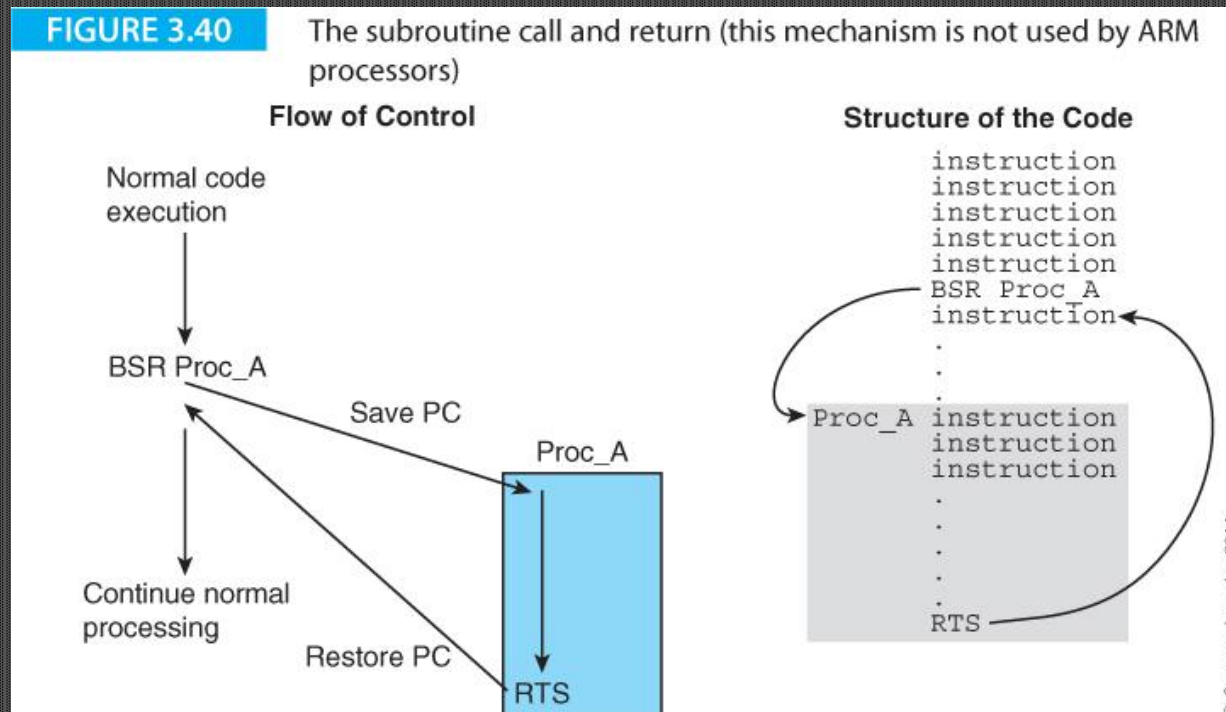 FIGURE 3.40
The subroutine call and return (this mechanism is not used by ARM
processors)
Flow of Control
Normal code
execution
BSR Proc_A
Save PC
Proc_A
Continue normal
processing
Restore PC
RTS
Structure of the Code
instruction
instruction
instruction
instruction
instruction
BSR Proc_A
instruction
.
.
.
Proc_A instruction
instruction
instruction
.
.
.
.
.
RTS